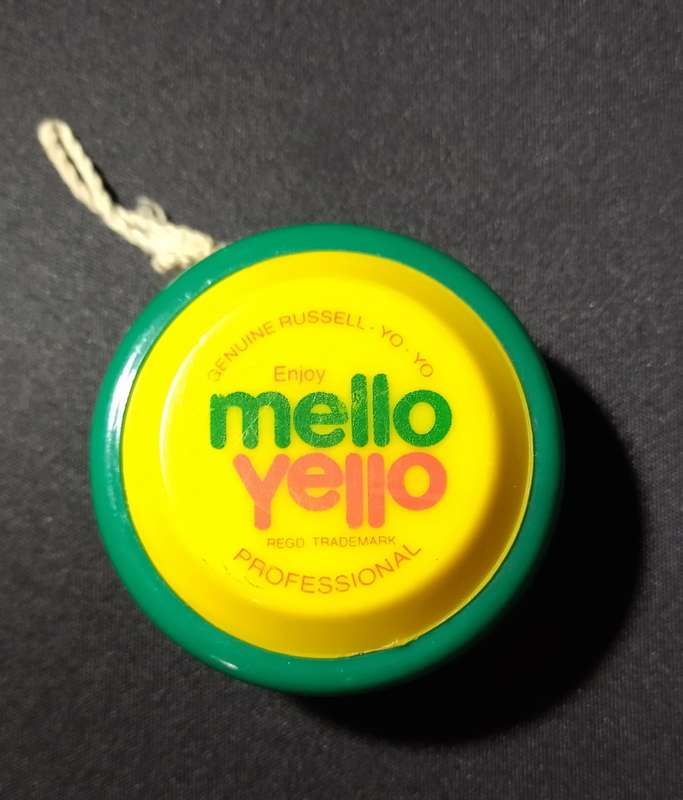 GENUINE RUSSELL · YO · YO
Enjoy
mello
yello
REGD TRADEMARK
PROFESSIONAL